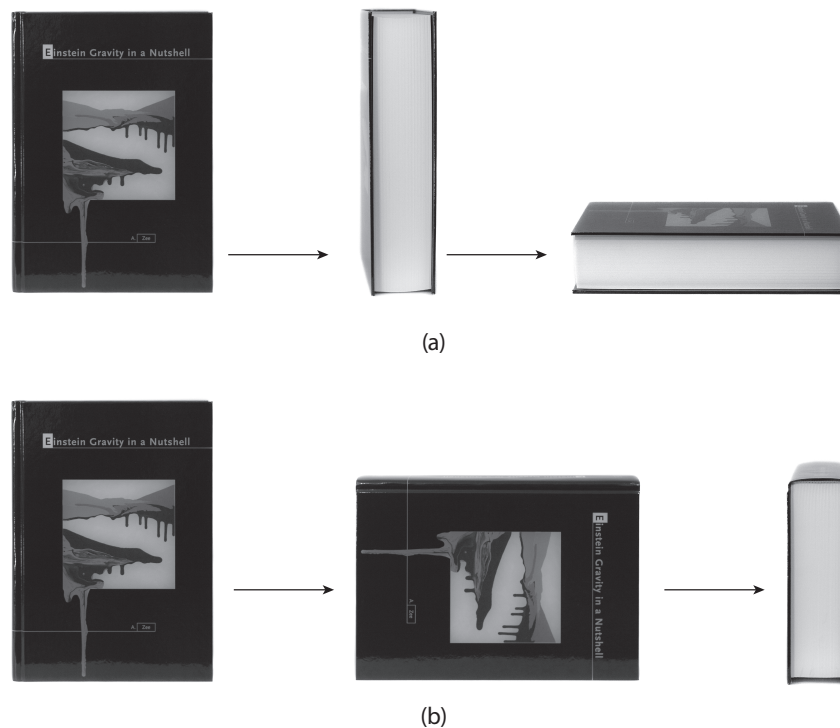 Einstein Gravity in a Nutshell
A. Zee
(a)
Einstein Gravity in a Nutshell
A. Zee
Einstein Gravity in a Nutshell
A. Zee
(b)